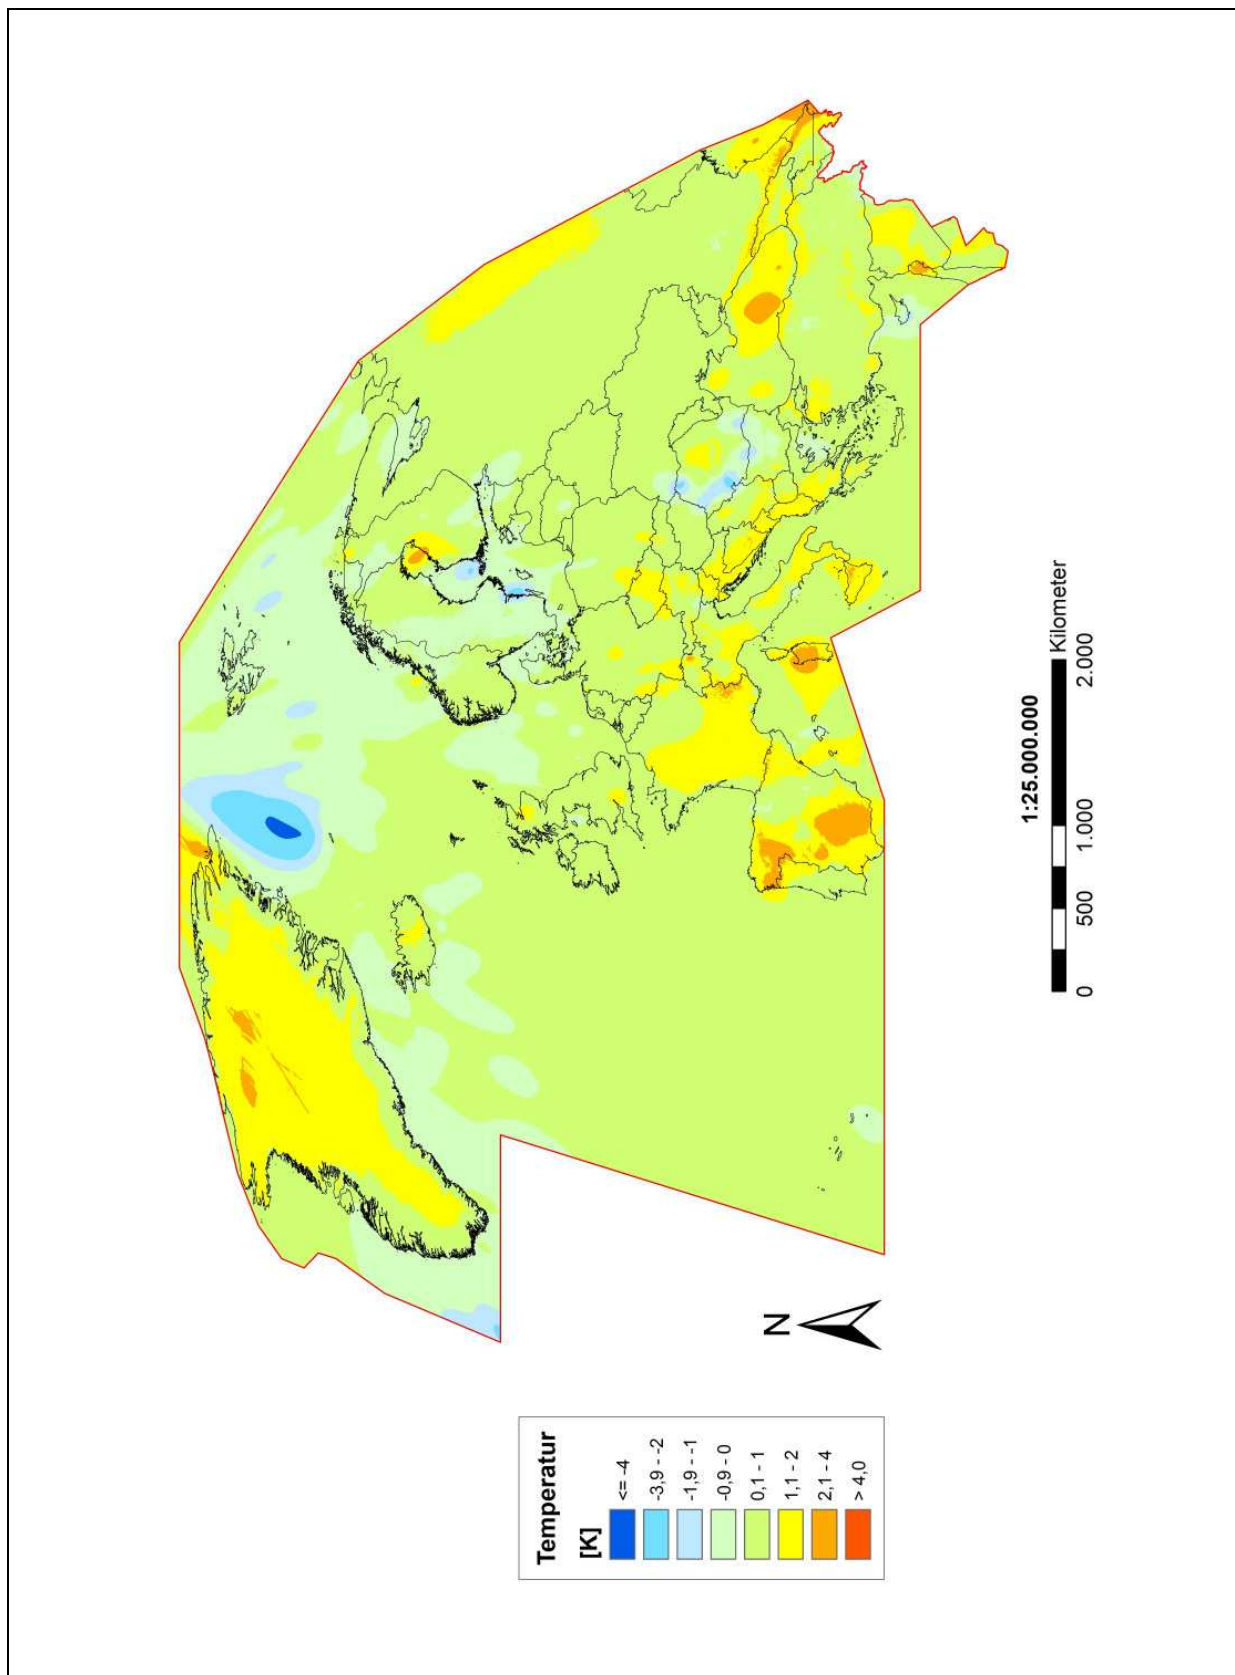 Temperatur
[K]
<= -4
-3,9 - -2
-1,9 - -1
-0,9 - 0
0,1 - 1
1,1 - 2
2,1 - 4
> 4,0
N
1:25.000.000
Kilometer
0 500 1.000 2.000